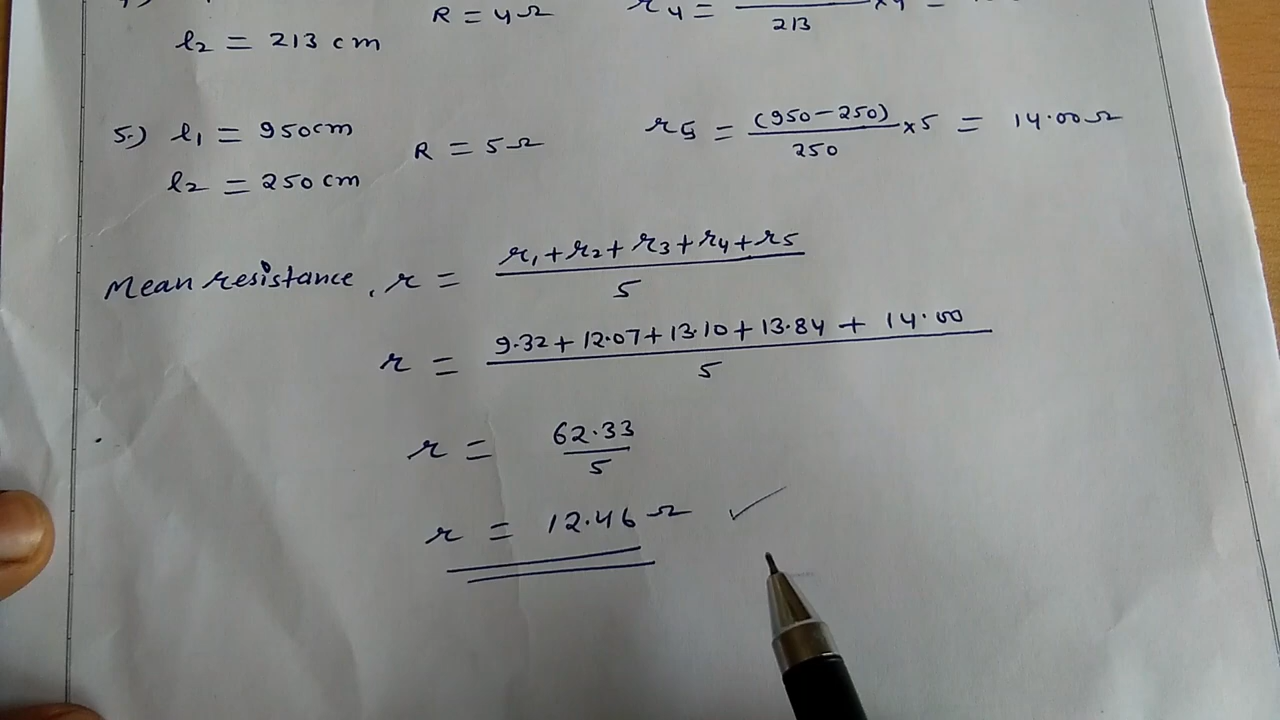 R = 4Ω r4 = /213 ×4 =
l2 = 213 cm
5.) l1 = 950cm R = 5Ω r5 = (950-250)/250 ×5 = 14.00Ω
l2 = 250 cm
Mean resistance, r = r1+r2+r3+r4+r5/5
r = 9.32+12.07+13.10+13.84+14.00/5
r = 62.33/5
r = 12.46Ω ✓